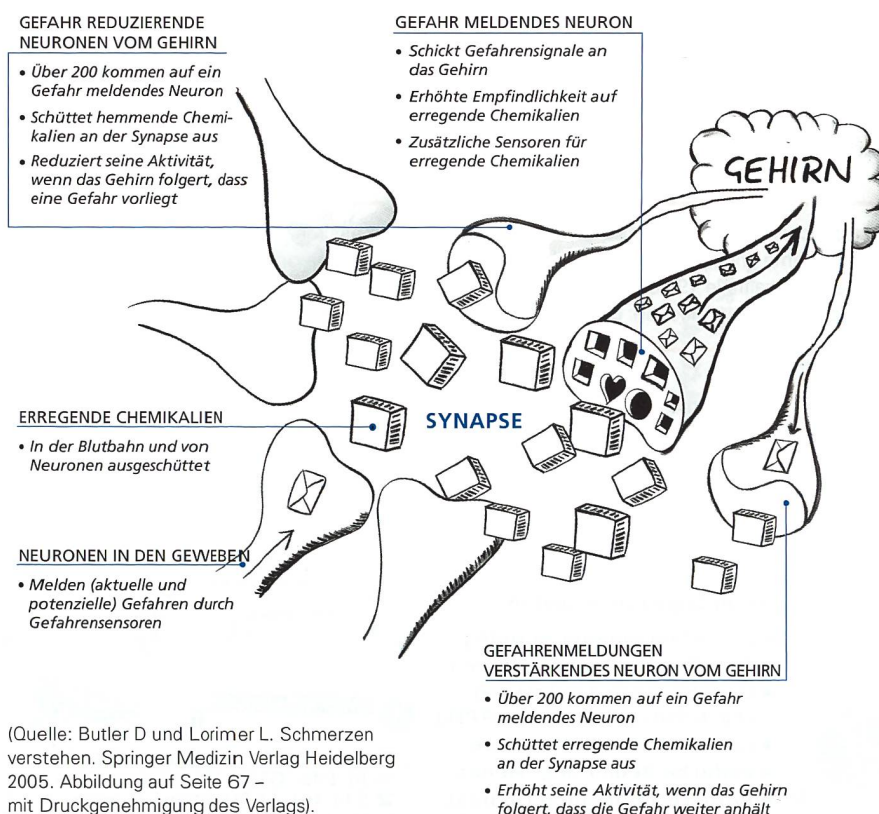 GEFAHR REDUZIERENDE
NEURONEN VOM GEHIRN
• Über 200 kommen auf ein
Gefahr meldendes Neuron
• Schüttet hemmende Chemi-
kalien an der Synapse aus
• Reduziert seine Aktivität,
wenn das Gehirn folgert, dass
eine Gefahr vorliegt
GEFAHR MELDENDES NEURON
• Schickt Gefahrensignale an
das Gehirn
• Erhöhte Empfindlichkeit auf
erregende Chemikalien
• Zusätzliche Sensoren für
erregende Chemikalien
GEHIRN
ERREGENDE CHEMIKALIEN
• In der Blutbahn und von
Neuronen ausgeschüttet
SYNAPSE
NEURONEN IN DEN GEWEBEN
• Melden (aktuelle und
potenzielle) Gefahren durch
Gefahrensensoren
GEFAHRENMELDUNGEN
VERSTÄRKENDES NEURON VOM GEHIRN
• Über 200 kommen auf ein Gefahr
meldendes Neuron
• Schüttet erregende Chemikalien
an der Synapse aus
• Erhöht seine Aktivität, wenn das Gehirn
folgert, dass die Gefahr weiter anhält
(Quelle: Butler D und Lorimer L. Schmerzen
verstehen. Springer Medizin Verlag Heidelberg
2005. Abbildung auf Seite 67 –
mit Druckgenehmigung des Verlags).